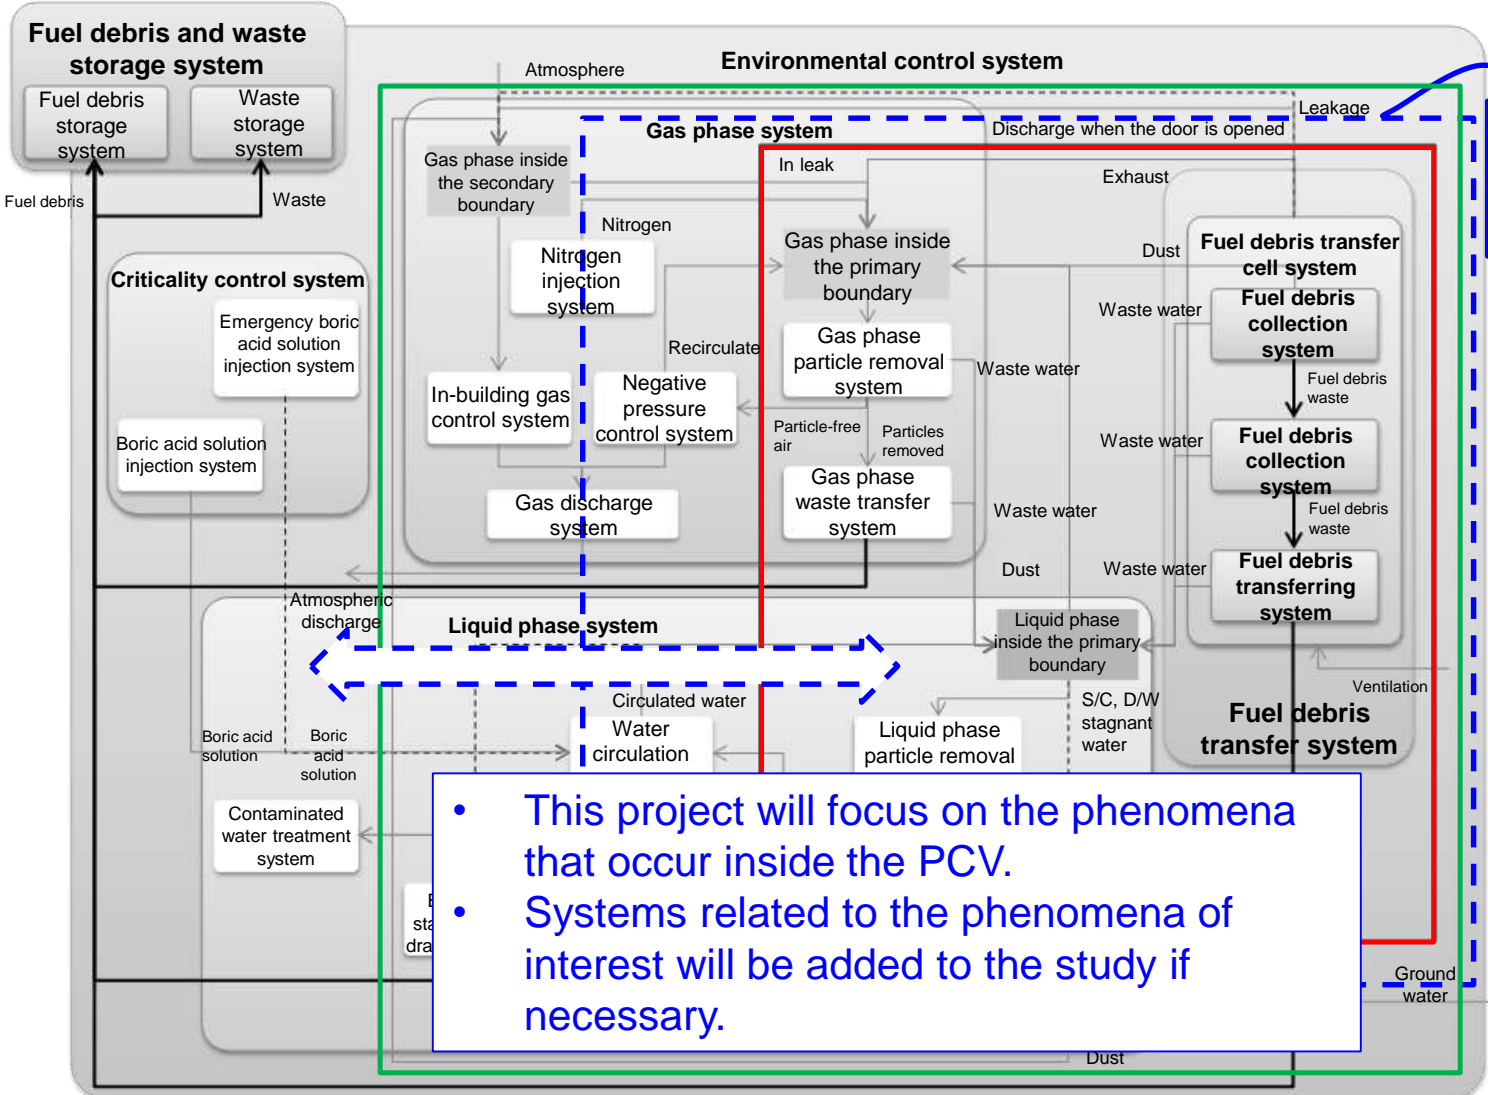 Fuel debris and waste
storage system
Fuel debris
storage
system
Waste
storage
system
Fuel debris
Waste
Environmental control system
Atmosphere
Leakage
Gas phase system
Discharge when the door is opened
Gas phase inside
the secondary
boundary
In leak
Exhaust
Nitrogen
Nitrogen
injection
system
Gas phase inside
the primary
boundary
Dust
Fuel debris transfer
cell system
Criticality control system
Emergency boric
acid solution
injection system
Boric acid solution
injection system
Waste water
Fuel debris
collection
system
Gas phase
particle removal
system
Recirculate
Waste water
In-building gas
control system
Negative
pressure
control system
Fuel debris
waste
Particle-free
air
Particles
removed
Waste water
Fuel debris
collection
system
Gas phase
waste transfer
system
Gas discharge
system
Waste water
Fuel debris
waste
Dust
Waste water
Fuel debris
transferring
system
Atmospheric
discharge
Liquid phase system
Liquid phase
inside the primary
boundary
Ventilation
Circulated water
S/C, D/W
stagnant
water
Fuel debris
transfer system
Water
circulation
Liquid phase
particle removal
Boric acid
solution
Boric
acid
solution
Contaminated
water treatment
system
• This project will focus on the phenomena
that occur inside the PCV.
• Systems related to the phenomena of
interest will be added to the study if
necessary.
Ground
water
Dust